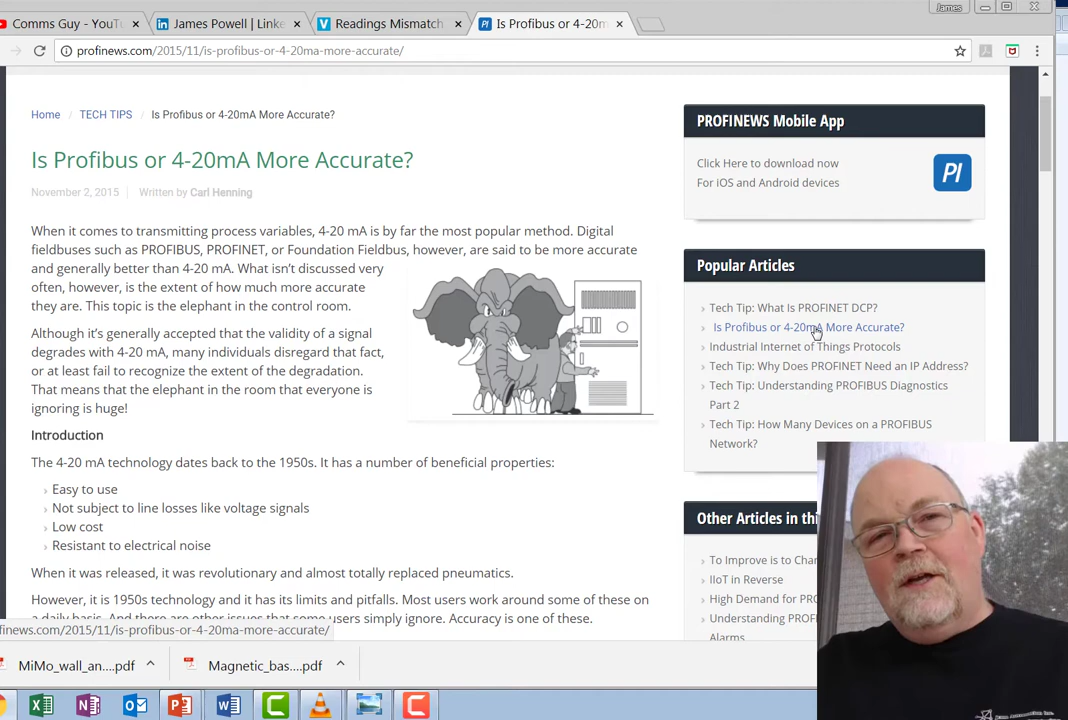 Comms Guy - YouTu
James Powell | Linke
Readings Mismatch
Is Profibus or 4-20m
James
profinews.com/2015/11/is-profibus-or-4-20ma-more-accurate/
Home / TECH TIPS / Is Profibus or 4-20mA More Accurate?
Is Profibus or 4-20mA More Accurate?
November 2, 2015 Written by Carl Henning
When it comes to transmitting process variables, 4-20 mA is by far the most popular method. Digital
fieldbuses such as PROFIBUS, PROFINET, or Foundation Fieldbus, however, are said to be more accurate
and generally better than 4-20 mA. What isn't discussed very
often, however, is the extent of how much more accurate
they are. This topic is the elephant in the control room.
Although it's generally accepted that the validity of a signal
degrades with 4-20 mA, many individuals disregard that fact,
or at least fail to recognize the extent of the degradation.
That means that the elephant in the room that everyone is
ignoring is huge!
Introduction
The 4-20 mA technology dates back to the 1950s. It has a number of beneficial properties:
› Easy to use
› Not subject to line losses like voltage signals
› Low cost
› Resistant to electrical noise
When it was released, it was revolutionary and almost totally replaced pneumatics.
However, it is 1950s technology and it has its limits and pitfalls. Most users work around some of these on
a daily basis. And there are other issues that some users simply ignore. Accuracy is one of these.
PROFINEWS Mobile App
Click Here to download now
For iOS and Android devices
PI
Popular Articles
› Tech Tip: What Is PROFINET DCP?
› Is Profibus or 4-20mA More Accurate?
› Industrial Internet of Things Protocols
› Tech Tip: Why Does PROFINET Need an IP Address?
› Tech Tip: Understanding PROFIBUS Diagnostics
Part 2
› Tech Tip: How Many Devices on a PROFIBUS
Network?
Other Articles in thi
› To Improve is to Cha
› IIoT in Reverse
› High Demand for PRO
› Understanding PROF
Alarms
finews.com/2015/11/is-profibus-or-4-20ma-more-accurate/
MiMo_wall_an....pdf
Magnetic_bas....pdf